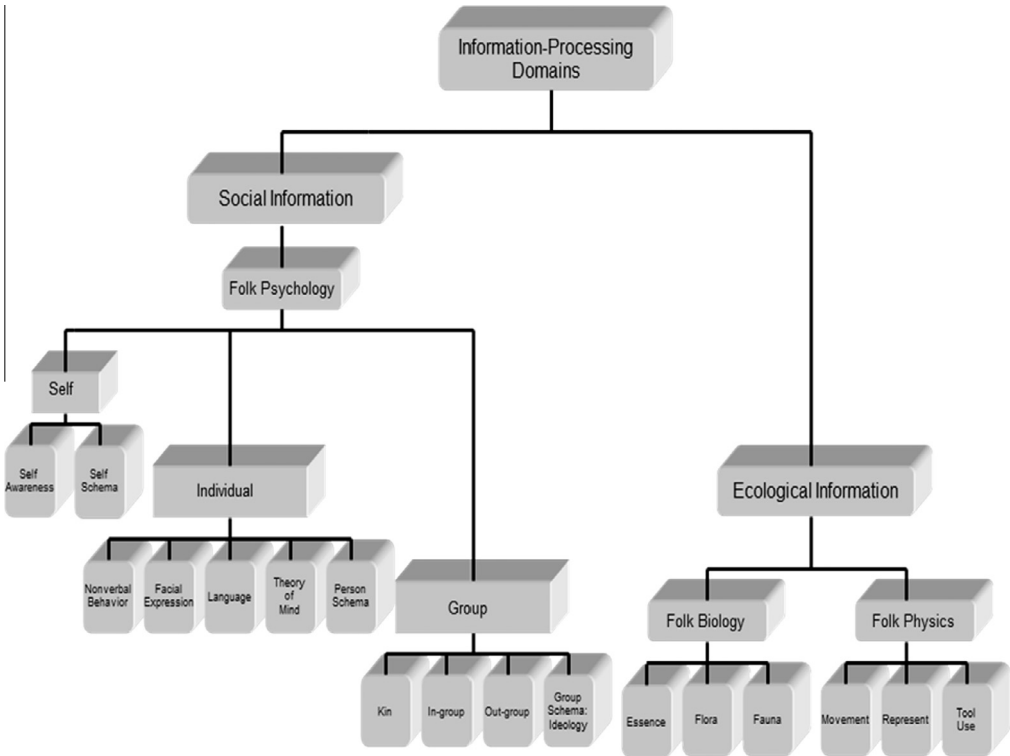 Information-Processing
Domains
Social Information
Folk Psychology
Self
Self
Awareness
Self
Schema
Individual
Ecological Information
Nonverbal
Behavior
Facial
Expression
Language
Theory
of
Mind
Person
Schema
Group
Folk Biology
Folk Physics
Kin
In-group
Out-group
Group
Schema:
Ideology
Essence
Flora
Fauna
Movement
Represent
Tool
Use